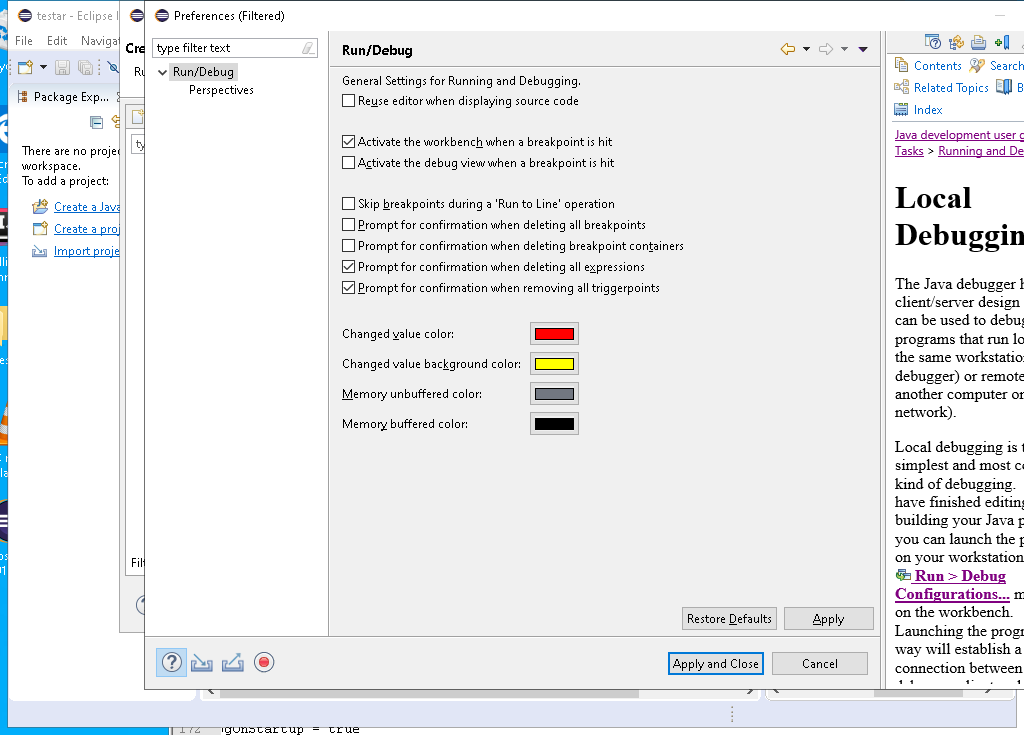 testar - Eclipse I
File Edit Navigat
Package Exp...
There are no projec
workspace.
To add a project:
Create a Java
Create a proj
Import proje
Cre
Ru
ty
Filt
Preferences (Filtered)
type filter text
Run/Debug
Perspectives
Run/Debug
General Settings for Running and Debugging.
Reuse editor when displaying source code
Activate the workbench when a breakpoint is hit
Activate the debug view when a breakpoint is hit
Skip breakpoints during a 'Run to Line' operation
Prompt for confirmation when deleting all breakpoints
Prompt for confirmation when deleting breakpoint containers
Prompt for confirmation when deleting all expressions
Prompt for confirmation when removing all triggerpoints
Changed value color:
Changed value background color:
Memory unbuffered color:
Memory buffered color:
Restore Defaults Apply
Apply and Close Cancel
Contents Search
Related Topics B
Index
Java development user g
Tasks > Running and De
Local
Debuggin
The Java debugger h
client/server design
can be used to debug
programs that run lo
the same workstation
debugger) or remote
another computer on
network).
Local debugging is t
simplest and most co
kind of debugging.
have finished editing
building your Java p
you can launch the p
on your workstation
Run > Debug
Configurations... m
on the workbench.
Launching the progr
way will establish a
connection between
172 gOnStartup = true